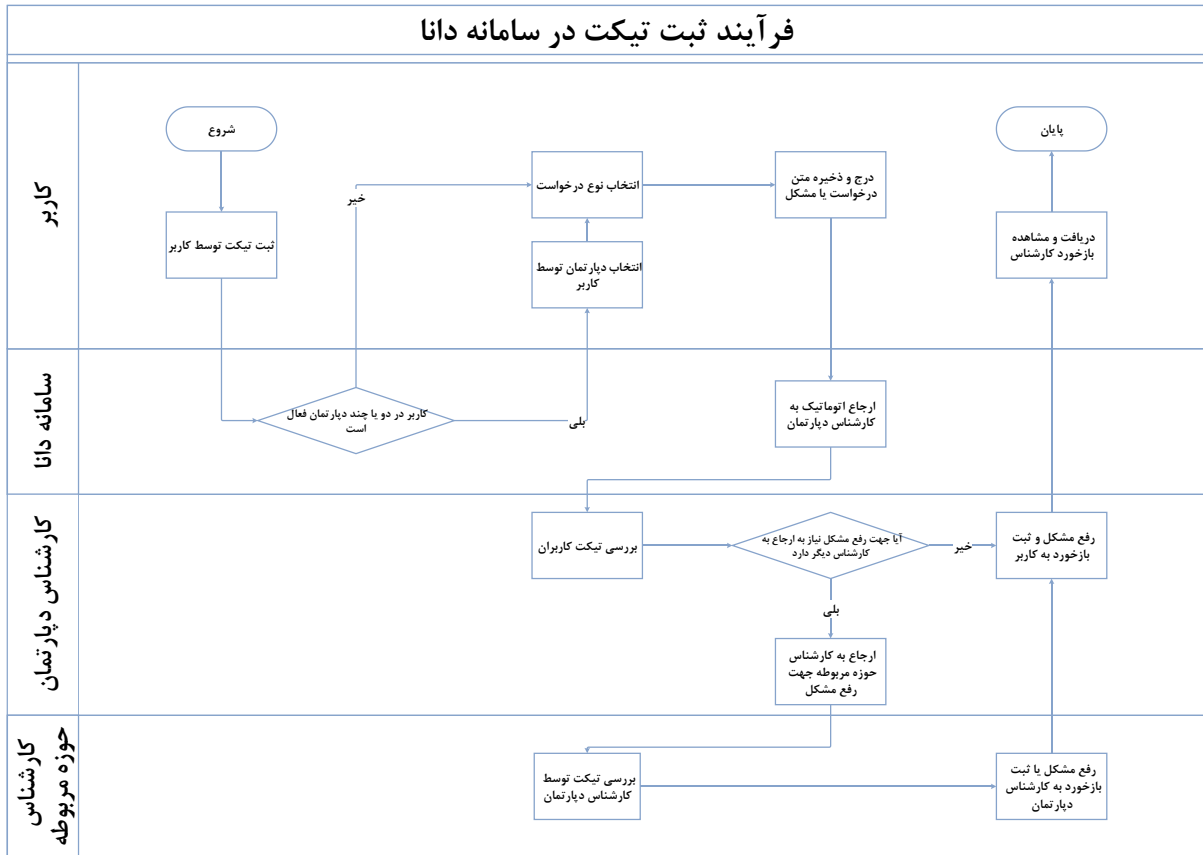 فرآیند ثبت تیکت در سامانه دانا
کاربر
شروع
ثبت تیکت توسط کاربر
خیر
انتخاب نوع درخواست
انتخاب دپارتمان توسط
کاربر
درج و ذخیره متن
درخواست یا مشکل
پایان
دریافت و مشاهده
بازخورد کارشناس
سامانه دانا
کاربر در دو یا چند دپارتمان فعال
است
بلی
ارجاع اتوماتیک به
کارشناس دپارتمان
کارشناس دپارتمان
بررسی تیکت کاربران
آیا جهت رفع مشکل نیاز به ارجاع به
کارشناس دیگر دارد
خیر
رفع مشکل و ثبت
بازخورد به کاربر
بلی
ارجاع به کارشناس
حوزه مربوطه جهت
رفع مشکل
کارشناس
حوزه مربوطه
بررسی تیکت توسط
کارشناس دپارتمان
رفع مشکل یا ثبت
بازخورد به کارشناس
دپارتمان